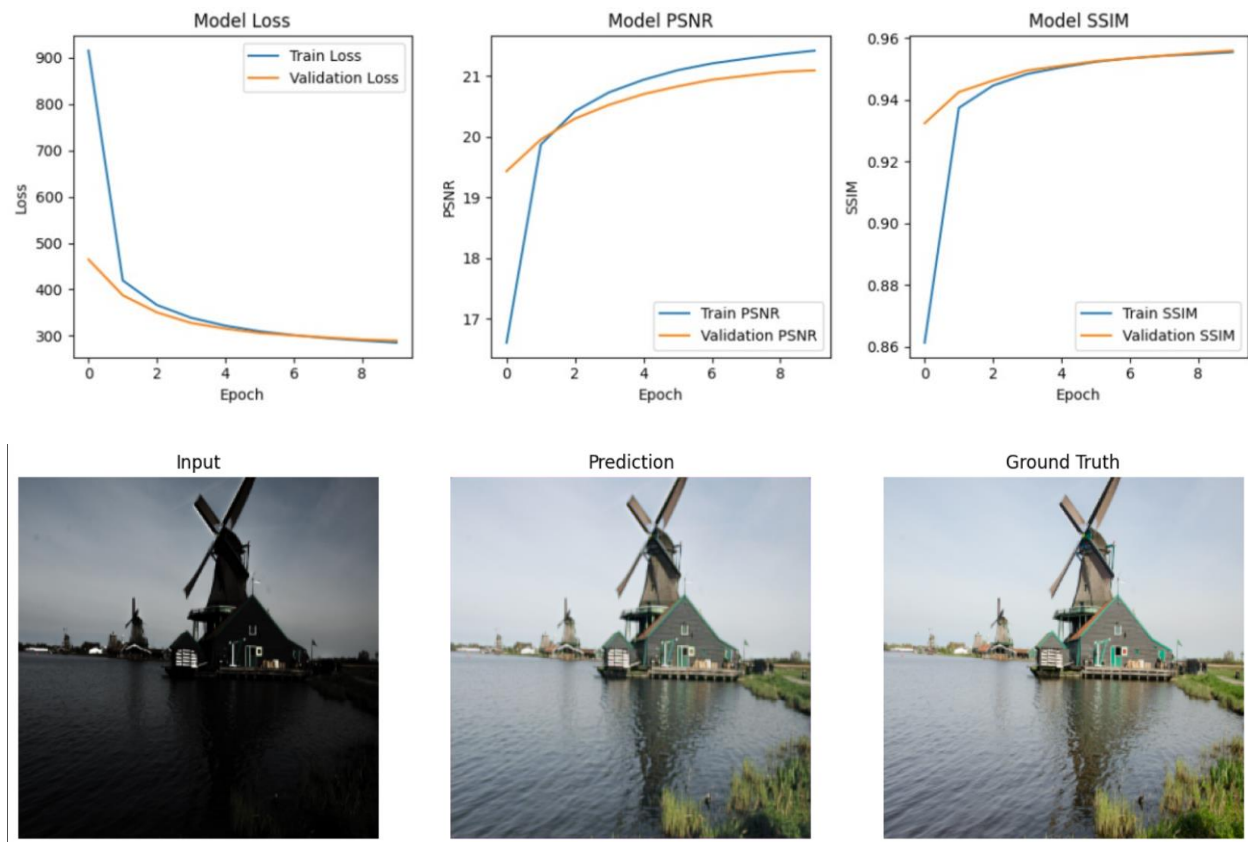 Model Loss
Loss
900
800
700
600
500
400
300
0 2 4 6 8
Epoch
Train Loss
Validation Loss
Model PSNR
PSNR
21
20
19
18
17
0 2 4 6 8
Epoch
Train PSNR
Validation PSNR
Model SSIM
SSIM
0.96
0.94
0.92
0.90
0.88
0.86
0 2 4 6 8
Epoch
Train SSIM
Validation SSIM
Input
Prediction
Ground Truth